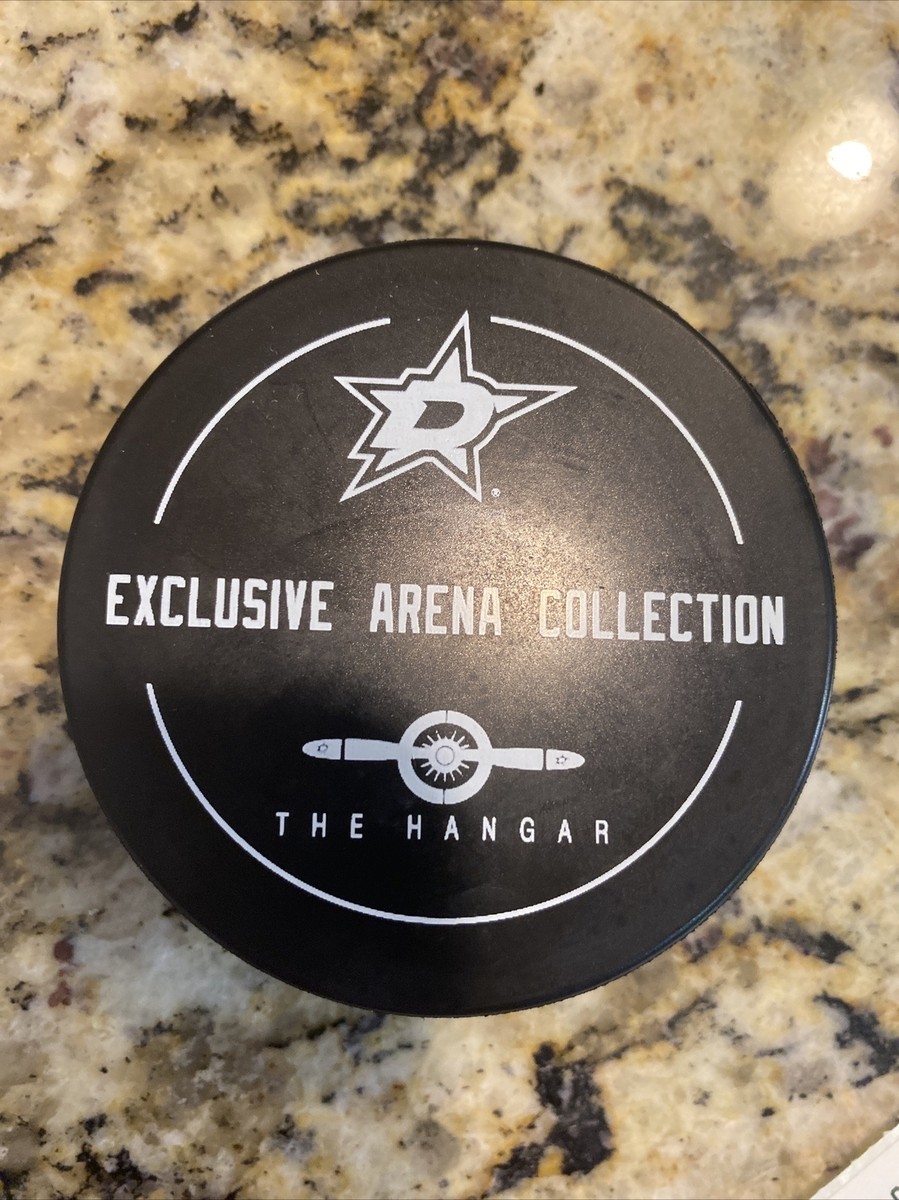 D
®
EXCLUSIVE ARENA COLLECTION
THE HANGAR